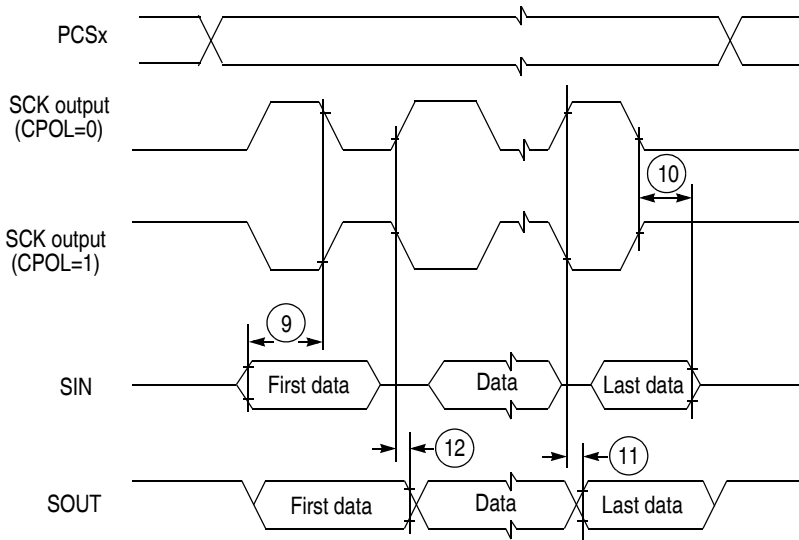 PCSx
SCK output
(CPOL=0)
10
SCK output
(CPOL=1)
9
SIN
First data
Data
Last data
12
11
SOUT
First data
Data
Last data